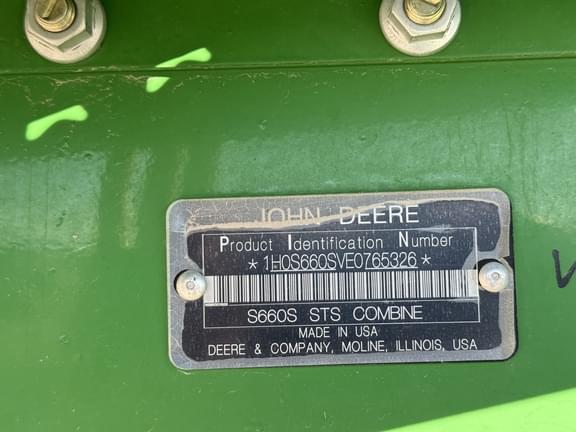 JOHN DEERE
Product Identification Number
*1H0S660SVE0765326*
S660S STS COMBINE
MADE IN USA
DEERE & COMPANY, MOLINE, ILLINOIS, USA